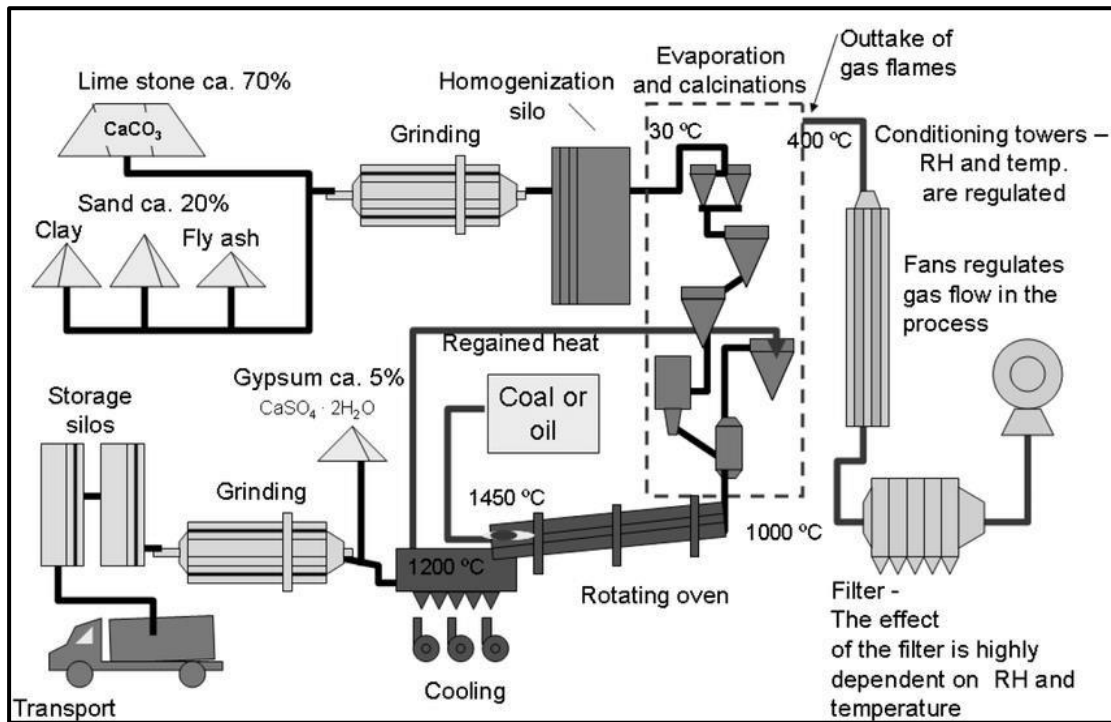 Lime stone ca. 70%
CaCO₃
Sand ca. 20%
Clay
Fly ash
Grinding
Homogenization
silo
Evaporation
and calcinations
30 ºC
Outtake of
gas flames
400 ºC
Conditioning towers –
RH and temp.
are regulated
Fans regulates
gas flow in the
process
Regained heat
Gypsum ca. 5%
CaSO₄ · 2H₂O
Coal or
oil
Storage
silos
Grinding
1450 ºC
1200 ºC
1000 ºC
Rotating oven
Cooling
Transport
Filter -
The effect
of the filter is highly
dependent on RH and
temperature